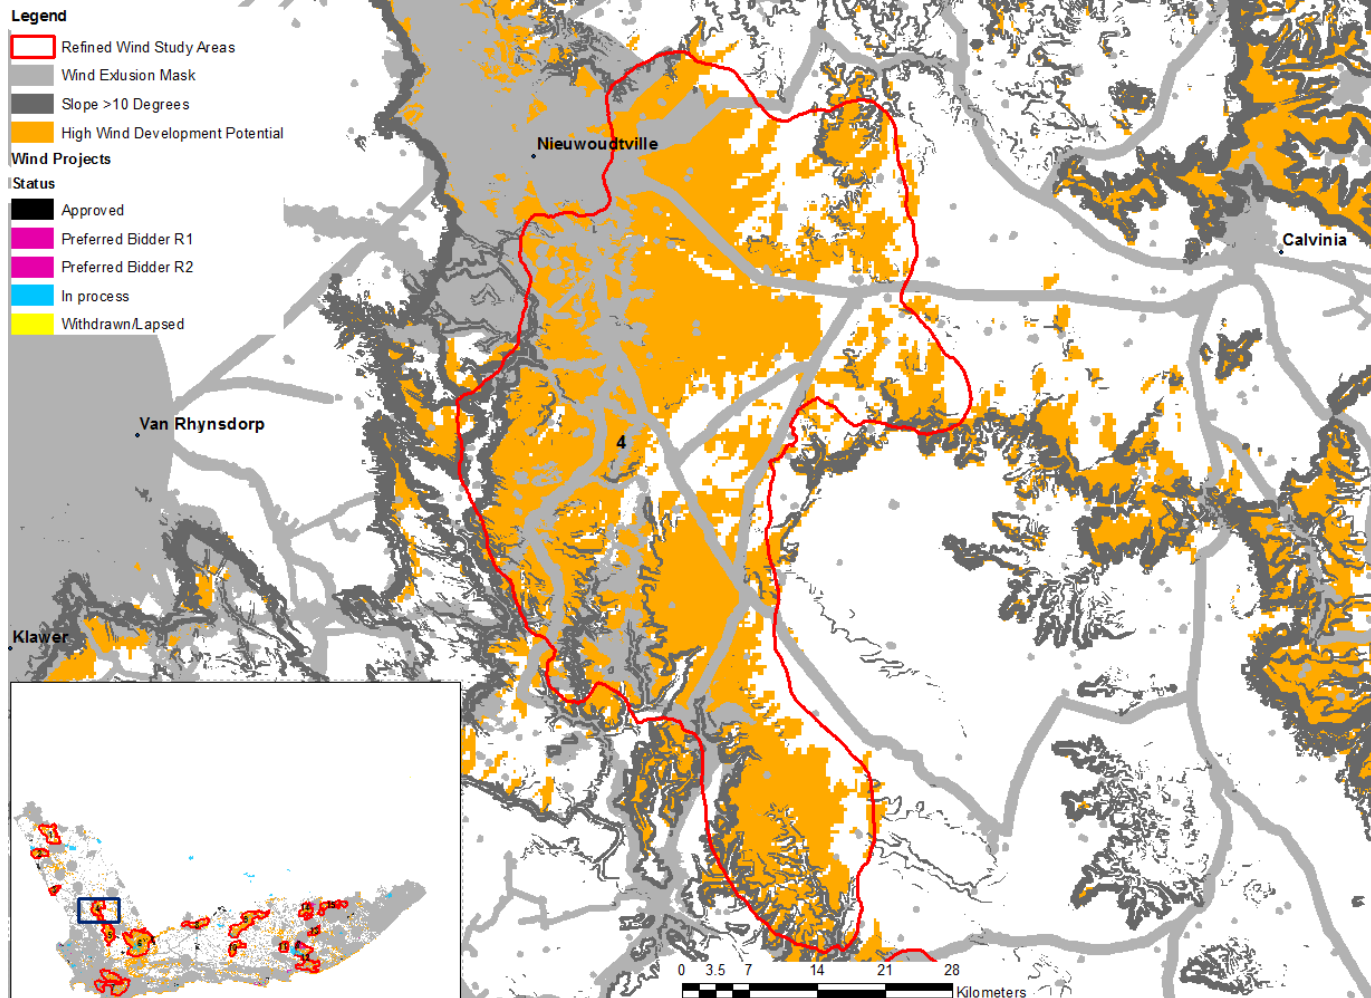 Legend
Refined Wind Study Areas
Wind Exlusion Mask
Slope >10 Degrees
High Wind Development Potential
Wind Projects
Status
Approved
Preferred Bidder R1
Preferred Bidder R2
In process
Withdrawn/Lapsed
Nieuwoudtville
Calvinia
Van Rhynsdorp
4
Klawer
0 3.5 7 14 21 28
Kilometers